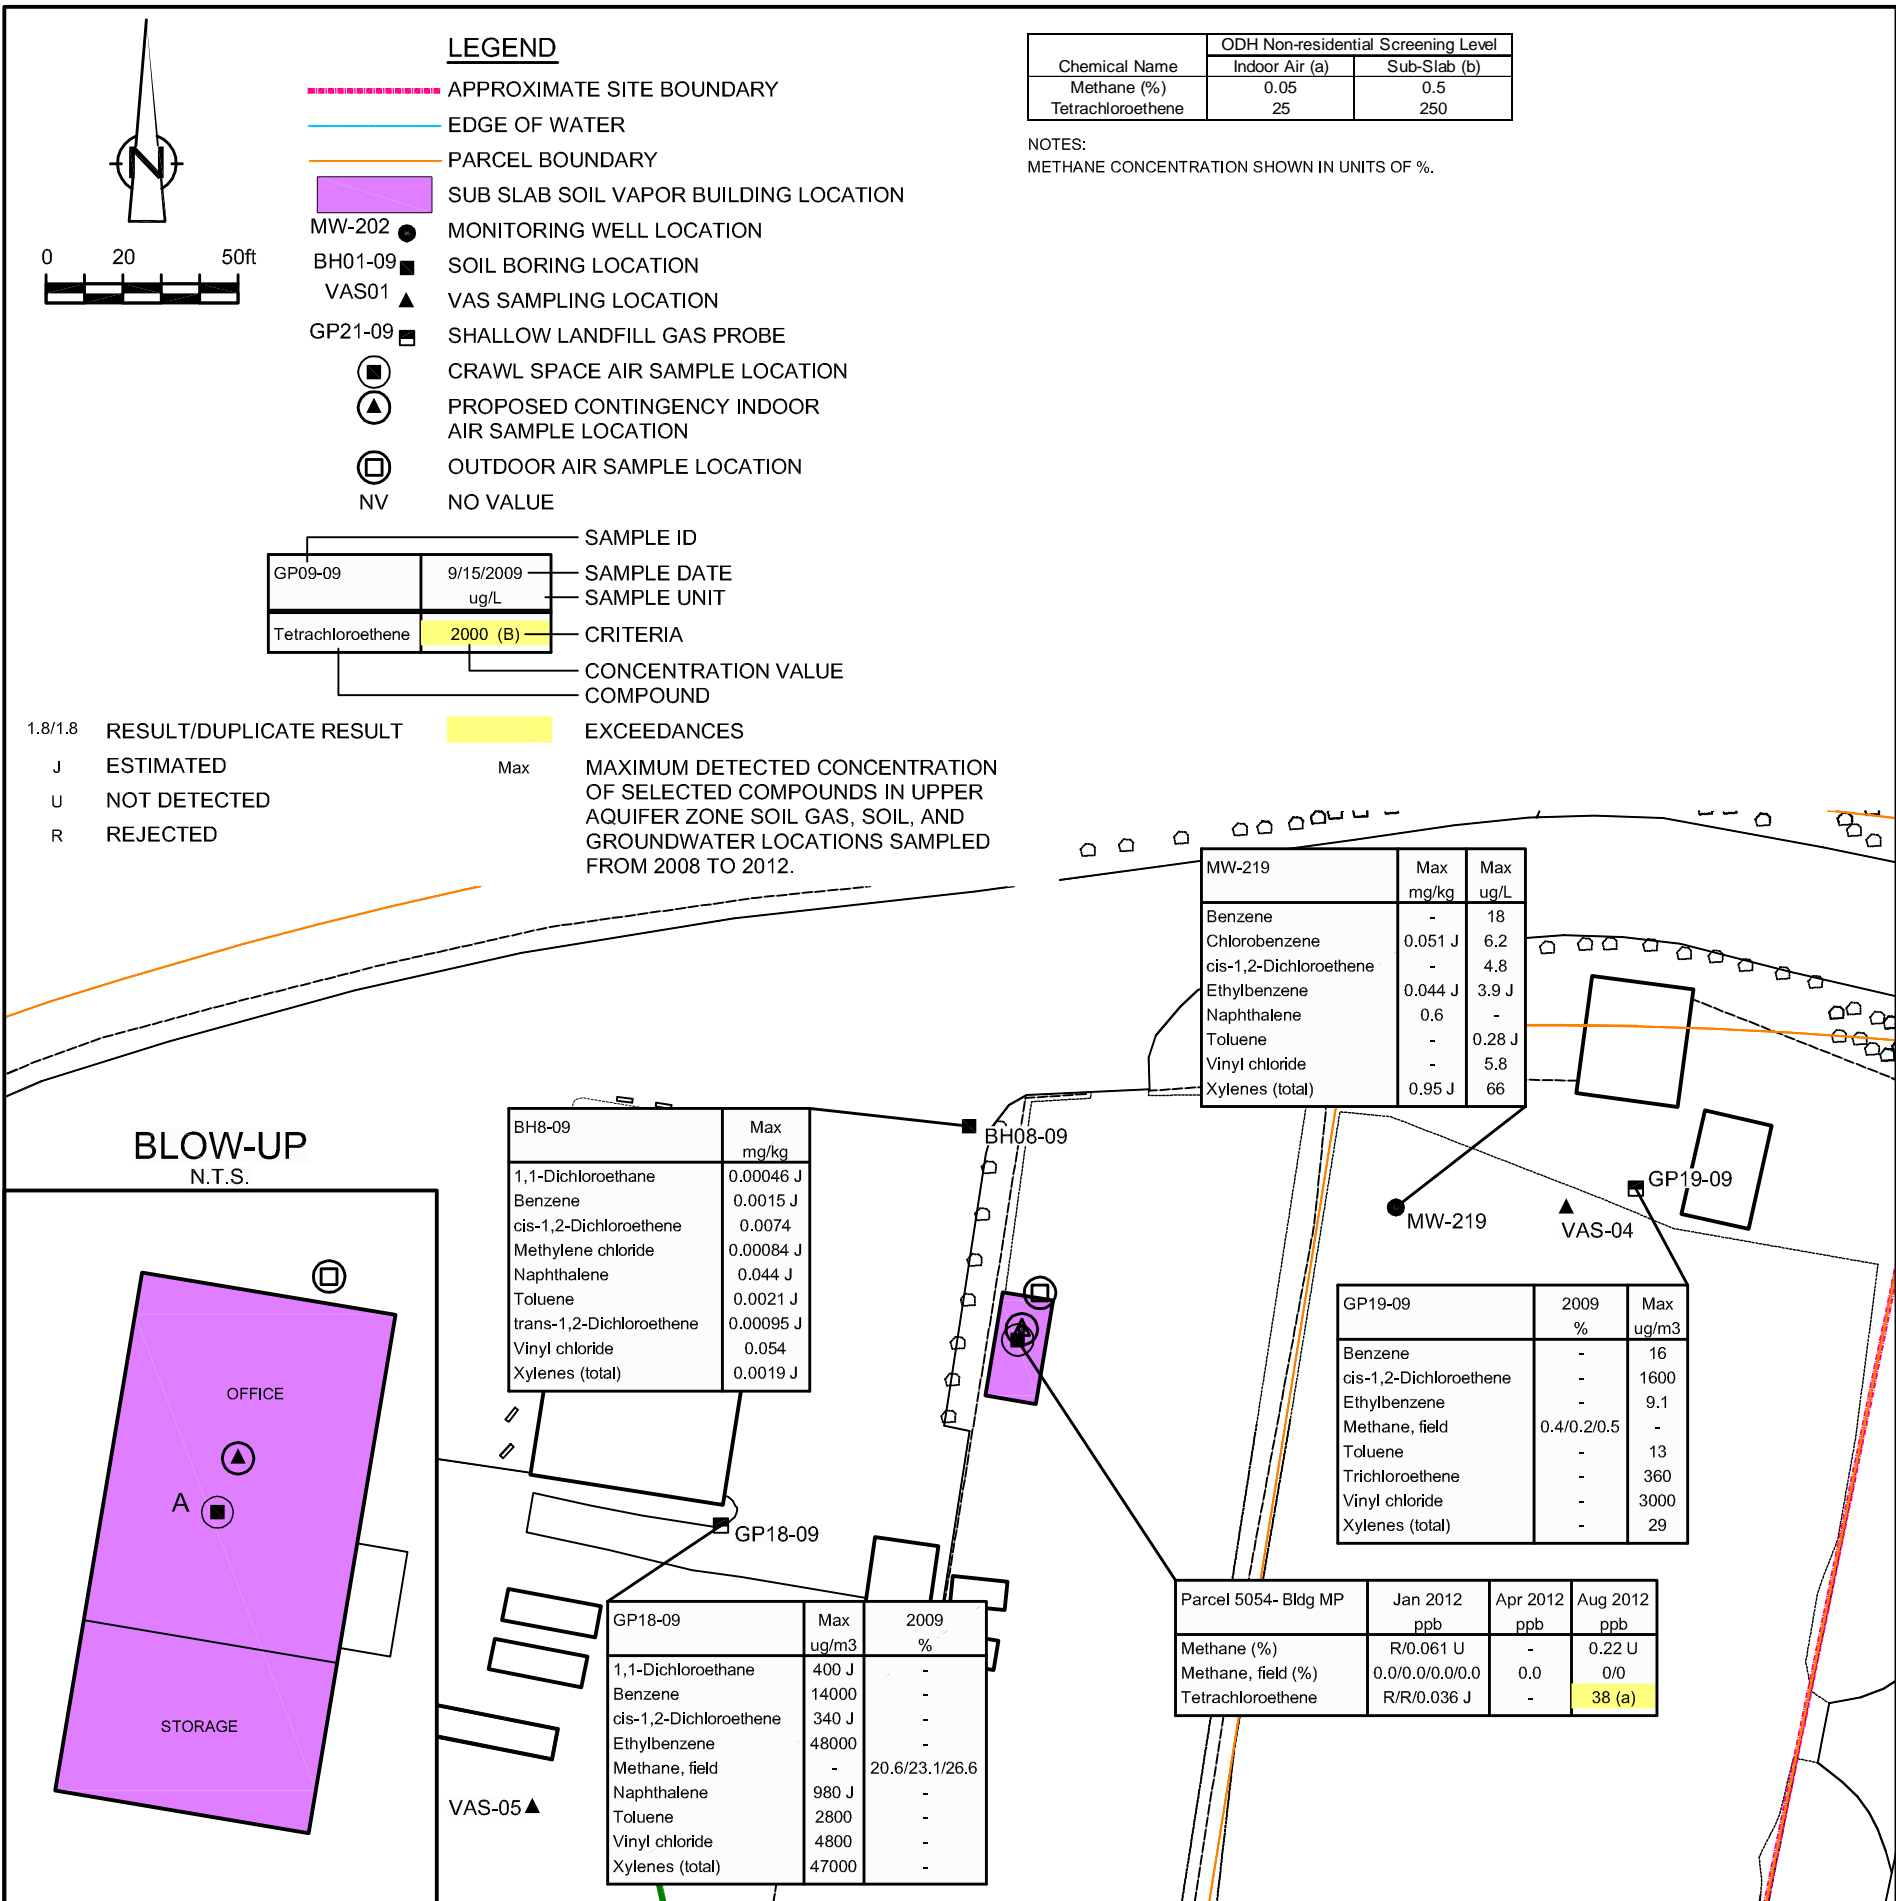 N
0 20 50ft
LEGEND
APPROXIMATE SITE BOUNDARY
EDGE OF WATER
PARCEL BOUNDARY
SUB SLAB SOIL VAPOR BUILDING LOCATION
MW-202 MONITORING WELL LOCATION
BH01-09 SOIL BORING LOCATION
VAS01 VAS SAMPLING LOCATION
GP21-09 SHALLOW LANDFILL GAS PROBE
CRAWL SPACE AIR SAMPLE LOCATION
PROPOSED CONTINGENCY INDOOR
AIR SAMPLE LOCATION
OUTDOOR AIR SAMPLE LOCATION
NV NO VALUE
SAMPLE ID
GP09-09 9/15/2009 SAMPLE DATE
ug/L SAMPLE UNIT
Tetrachloroethene 2000 (B) CRITERIA
CONCENTRATION VALUE
COMPOUND
1.8/1.8 RESULT/DUPLICATE RESULT
EXCEEDANCES
J ESTIMATED
U NOT DETECTED
R REJECTED
Max MAXIMUM DETECTED CONCENTRATION
OF SELECTED COMPOUNDS IN UPPER
AQUIFER ZONE SOIL GAS, SOIL, AND
GROUNDWATER LOCATIONS SAMPLED
FROM 2008 TO 2012.
ODH Non-residential Screening Level
Chemical Name Indoor Air (a) Sub-Slab (b)
Methane (%) 0.05 0.5
Tetrachloroethene 25 250
NOTES:
METHANE CONCENTRATION SHOWN IN UNITS OF %.
MW-219 Max Max
mg/kg ug/L
Benzene - 18
Chlorobenzene 0.051 J 6.2
cis-1,2-Dichloroethene - 4.8
Ethylbenzene 0.044 J 3.9 J
Naphthalene 0.6 -
Toluene - 0.28 J
Vinyl chloride - 5.8
Xylenes (total) 0.95 J 66
BLOW-UP
N.T.S.
OFFICE
A
STORAGE
BH8-09 Max
mg/kg
1,1-Dichloroethane 0.00046 J
Benzene 0.0015 J
cis-1,2-Dichloroethene 0.0074
Methylene chloride 0.00084 J
Naphthalene 0.044 J
Toluene 0.0021 J
trans-1,2-Dichloroethene 0.00095 J
Vinyl chloride 0.054
Xylenes (total) 0.0019 J
BH08-09
MW-219
VAS-04
GP19-09
GP19-09 2009 Max
% ug/m3
Benzene - 16
cis-1,2-Dichloroethene - 1600
Ethylbenzene - 9.1
Methane, field 0.4/0.2/0.5 -
Toluene - 13
Trichloroethene - 360
Vinyl chloride - 3000
Xylenes (total) - 29
GP18-09
GP18-09 Max 2009
ug/m3 %
1,1-Dichloroethane 400 J -
Benzene 14000 -
cis-1,2-Dichloroethene 340 J -
Ethylbenzene 48000 -
Methane, field - 20.6/23.1/26.6
Naphthalene 980 J -
Toluene 2800 -
Vinyl chloride 4800 -
Xylenes (total) 47000 -
Parcel 5054- Bldg MP Jan 2012 Apr 2012 Aug 2012
ppb ppb ppb
Methane (%) R/0.061 U - 0.22 U
Methane, field (%) 0.0/0.0/0.0/0.0 0.0 0/0
Tetrachloroethene R/R/0.036 J - 38 (a)
VAS-05